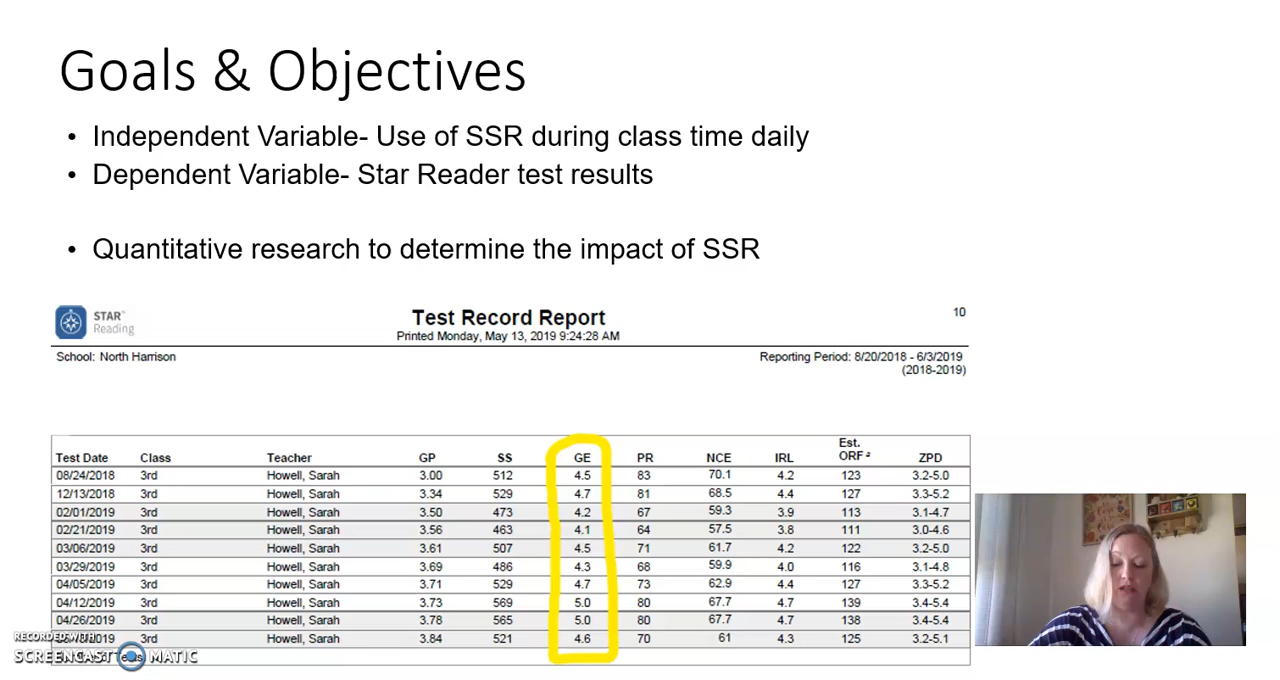 Goals & Objectives
• Independent Variable- Use of SSR during class time daily
• Dependent Variable- Star Reader test results
• Quantitative research to determine the impact of SSR
STAR™ Reading
Test Record Report
10
Printed Monday, May 13, 2019 9:24:28 AM
School: North Harrison
Reporting Period: 8/20/2018 - 6/3/2019
(2018-2019)
Test Date Class Teacher GP SS GE PR NCE IRL Est. ORF ZPD
08/24/2018 3rd Howell, Sarah 3.00 512 4.5 83 70.1 4.2 123 3.2-5.0
12/13/2018 3rd Howell, Sarah 3.34 529 4.7 81 68.5 4.4 127 3.3-5.2
02/01/2019 3rd Howell, Sarah 3.50 473 4.2 67 59.3 3.9 113 3.1-4.7
02/21/2019 3rd Howell, Sarah 3.56 463 4.1 64 57.5 3.8 111 3.0-4.6
03/06/2019 3rd Howell, Sarah 3.61 507 4.5 71 61.7 4.2 122 3.2-5.0
03/29/2019 3rd Howell, Sarah 3.69 486 4.3 68 59.9 4.0 116 3.1-4.8
04/05/2019 3rd Howell, Sarah 3.71 529 4.7 73 62.9 4.4 127 3.3-5.2
04/12/2019 3rd Howell, Sarah 3.73 569 5.0 80 67.7 4.7 139 3.4-5.4
04/26/2019 3rd Howell, Sarah 3.78 565 5.0 80 67.7 4.7 138 3.4-5.4
3rd Howell, Sarah 3.84 521 4.6 70 61 4.3 125 3.2-5.1
RECORDED WITH
SCREENCAST MATIC